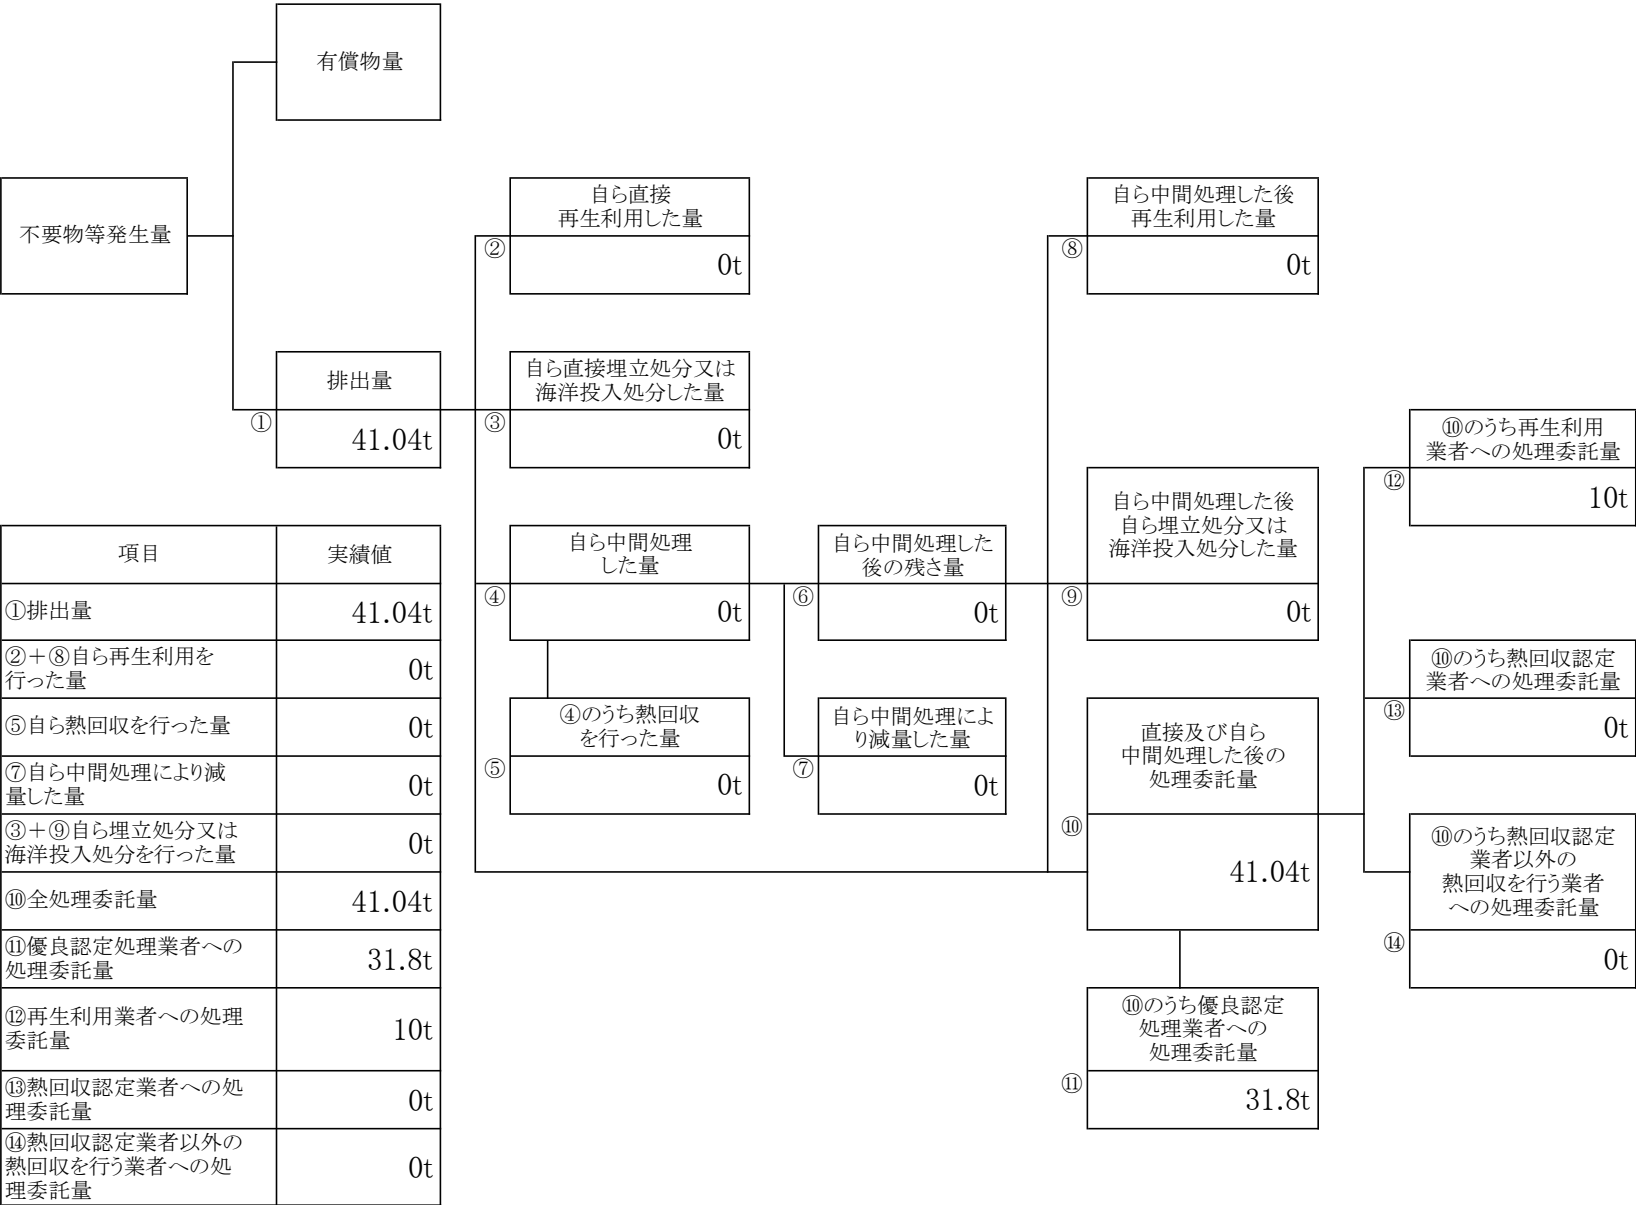 有償物量
不要物等発生量
自ら直接
再生利用した量
②
0t
自ら中間処理した後
再生利用した量
⑧
0t
排出量
①
41.04t
自ら直接埋立処分又は
海洋投入処分した量
③
0t
⑩のうち再生利用
業者への処理委託量
⑫
10t
自ら中間処理した後
自ら埋立処分又は
海洋投入処分した量
⑨
0t
自ら中間処理
した量
④
0t
自ら中間処理した
後の残さ量
⑥
0t
⑩のうち熱回収認定
業者への処理委託量
⑬
0t
④のうち熱回収
を行った量
⑤
0t
自ら中間処理によ
り減量した量
⑦
0t
直接及び自ら
中間処理した後の
処理委託量
⑩
41.04t
⑩のうち熱回収認定
業者以外の
熱回収を行う業者
への処理委託量
⑭
0t
⑩のうち優良認定
処理業者への
処理委託量
⑪
31.8t
項目 実績値
①排出量 41.04t
②＋⑧自ら再生利用を
行った量
0t
⑤自ら熱回収を行った量 0t
⑦自ら中間処理により減
量した量
0t
③＋⑨自ら埋立処分又は
海洋投入処分を行った量
0t
⑩全処理委託量 41.04t
⑪優良認定処理業者への
処理委託量
31.8t
⑫再生利用業者への処理
委託量
10t
⑬熱回収認定業者への処
理委託量
0t
⑭熱回収認定業者以外の
熱回収を行う業者への処
理委託量
0t